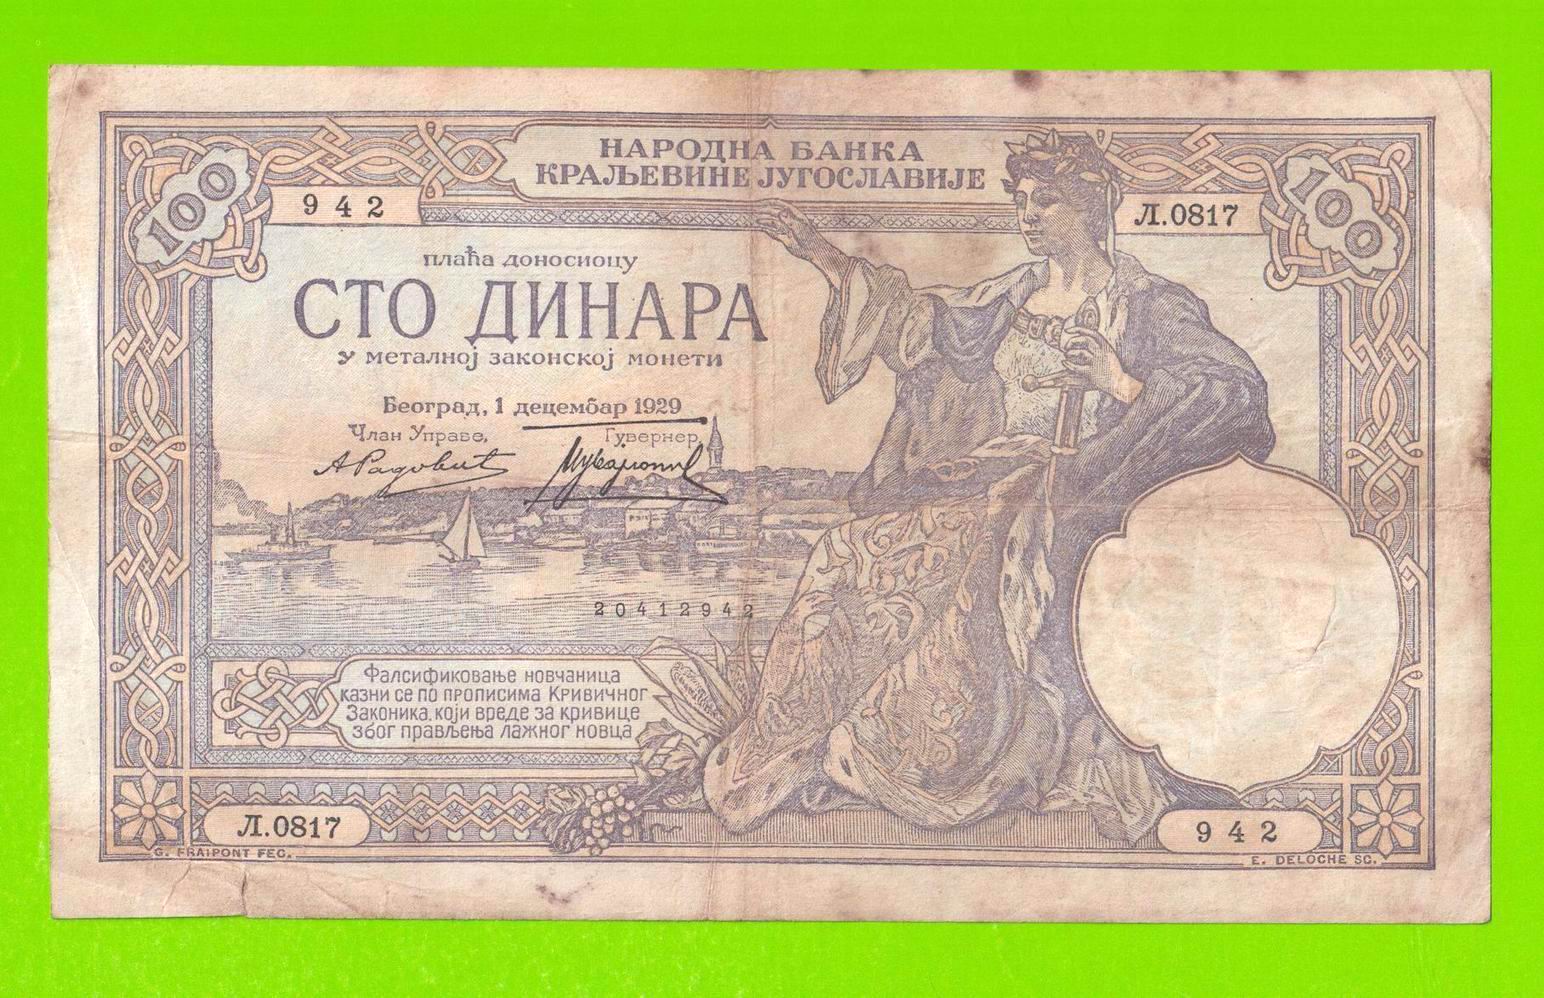 НАРОДНА БАНКА
КРАЉЕВИНЕ ЈУГОСЛАВИЈЕ
100
100
942
Л.0817
плаћа доносиоцу
СТО ДИНАРА
у металној законској монети
Београд, 1 децембар 1929
Члан Управе,
Гувернер,
А Радовић
20412942
Фалсификовање новчаница
казни се по прописима Кривичног
Законика, који вреде за кривице
због прављења лажног новца
Л.0817
942
G. FRAIPONT FEC.
E. DELOCHE SC.